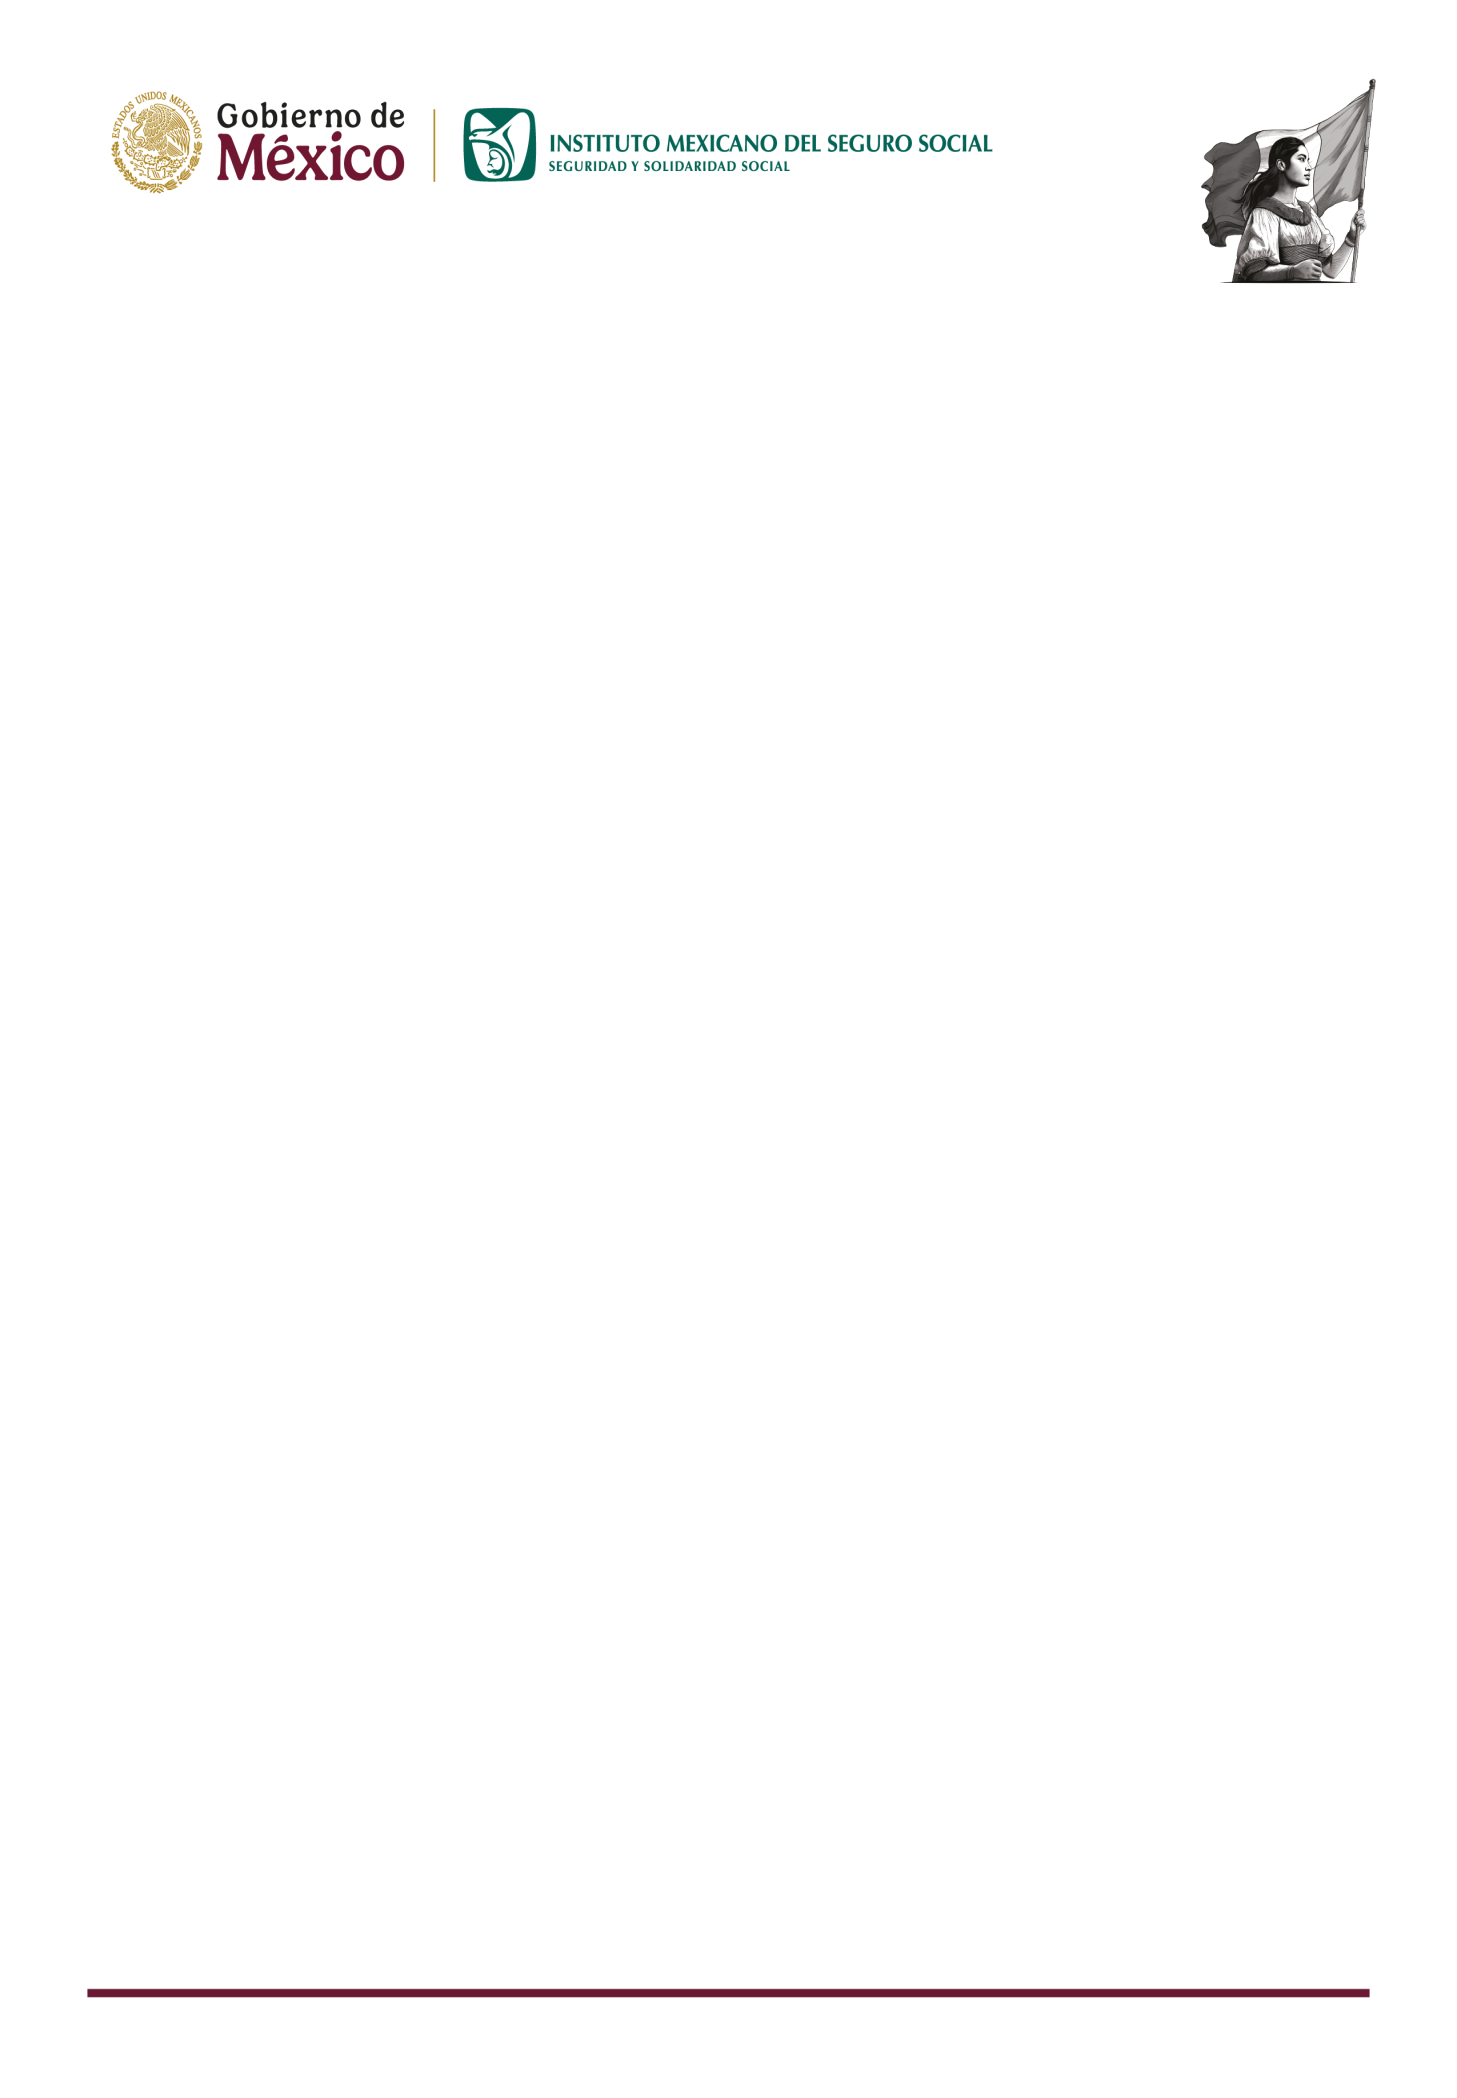 ESTADOS UNIDOS MEXICANOS
Gobierno de
México
INSTITUTO MEXICANO DEL SEGURO SOCIAL
SEGURIDAD Y SOLIDARIDAD SOCIAL